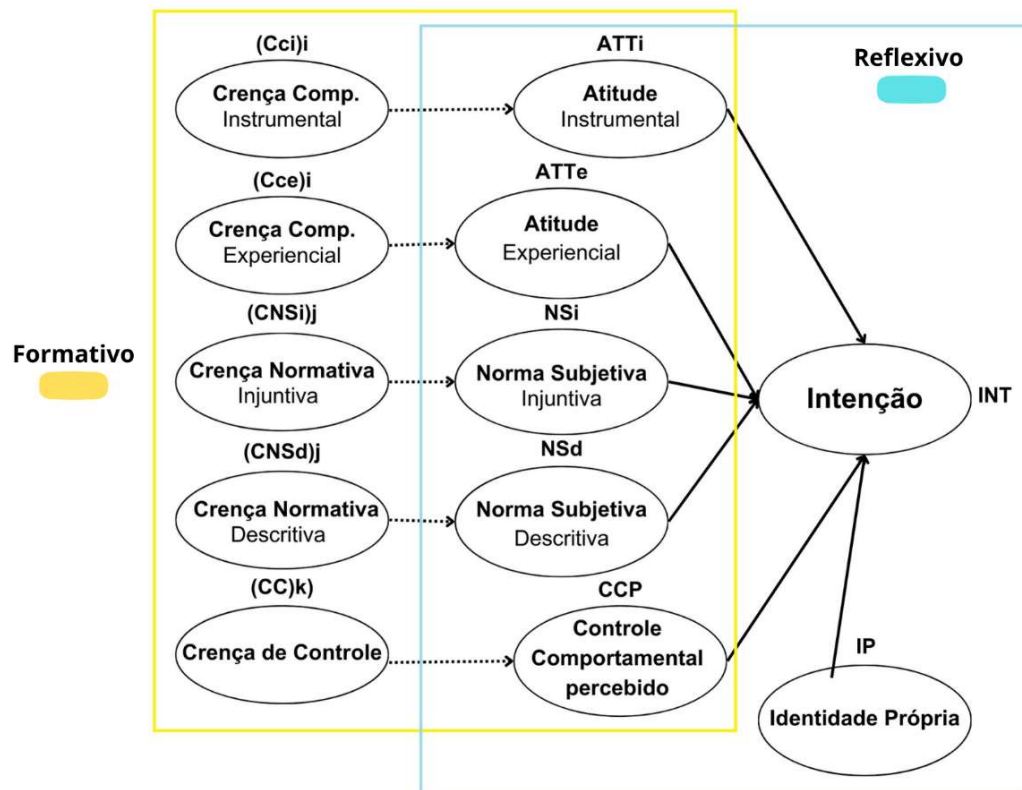 (Cci)i
ATTi
Reflexivo
Crença Comp.
Instrumental
Atitude
Instrumental
(Cce)i
ATTe
Crença Comp.
Experiencial
Atitude
Experiencial
(CNSi)j
NSi
Formativo
Crença Normativa
Injuntiva
Norma Subjetiva
Injuntiva
Intenção
INT
(CNSd)j
NSd
Crença Normativa
Descritiva
Norma Subjetiva
Descritiva
(CC)k)
CCP
Crença de Controle
Controle
Comportamental
percebido
IP
Identidade Própria